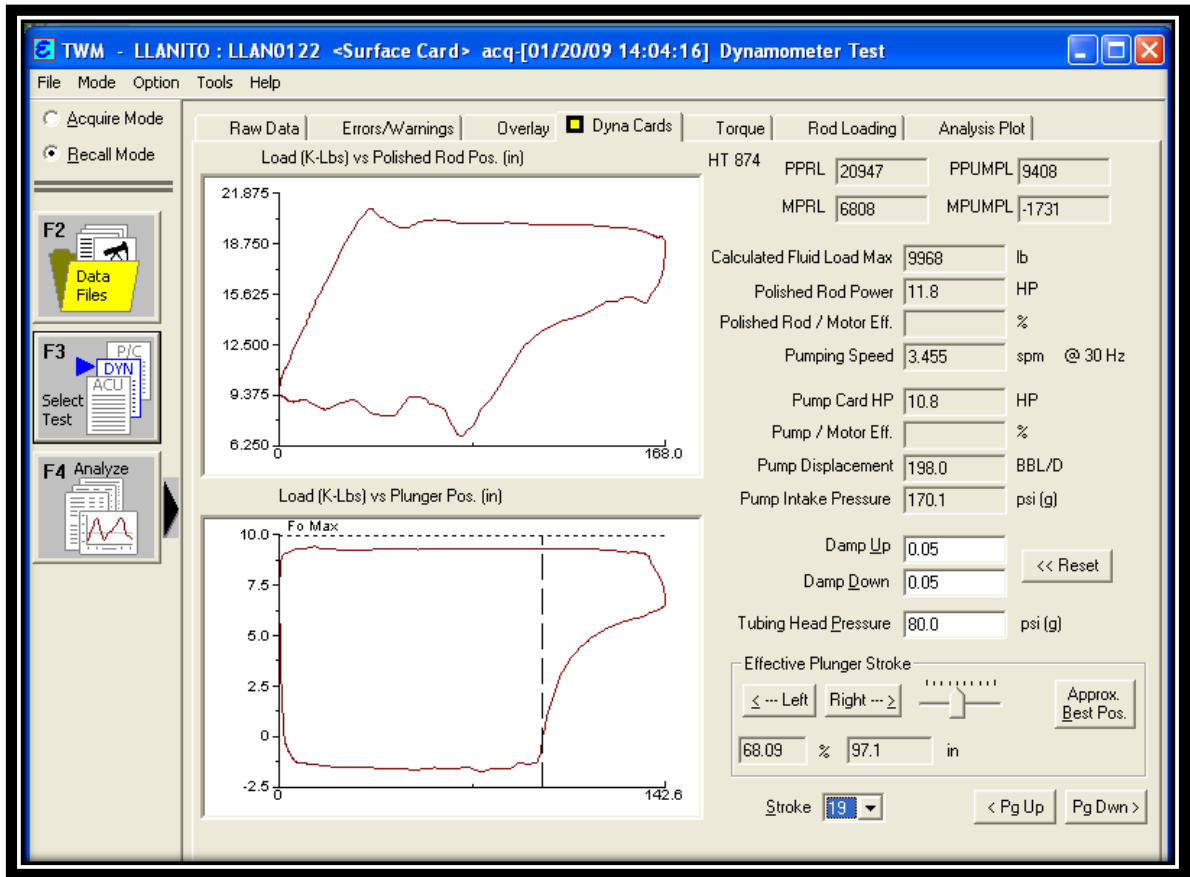 TWM - LLANITO : LLAN0122 <Surface Card> acq-[01/20/09 14:04:16] Dynamometer Test
File Mode Option Tools Help
Acquire Mode
Recall Mode
F2
Data
Files
F3
P/C
DYN
ACU
Select
Test
F4 Analyze
Raw Data
Errors/Warnings
Overlay
Dyna Cards
Torque
Rod Loading
Analysis Plot
Load (K-Lbs) vs Polished Rod Pos. (in)
21.875
18.750
15.625
12.500
9.375
6.250
0
168.0
Load (K-Lbs) vs Plunger Pos. (in)
Fo Max
10.0
7.5
5.0
2.5
0
-2.5
0
142.6
HT 874
PPRL 20947
PPUMPL 9408
MPRL 6808
MPUMPL -1731
Calculated Fluid Load Max 9968 lb
Polished Rod Power 11.8 HP
Polished Rod / Motor Eff. %
Pumping Speed 3.455 spm @ 30 Hz
Pump Card HP 10.8 HP
Pump / Motor Eff. %
Pump Displacement 198.0 BBL/D
Pump Intake Pressure 170.1 psi (g)
Damp Up 0.05
Damp Down 0.05
<< Reset
Tubing Head Pressure 80.0 psi (g)
Effective Plunger Stroke
< --- Left
Right --- >
Approx.
Best Pos.
68.09 % 97.1 in
Stroke 19
< Pg Up
Pg Dwn >